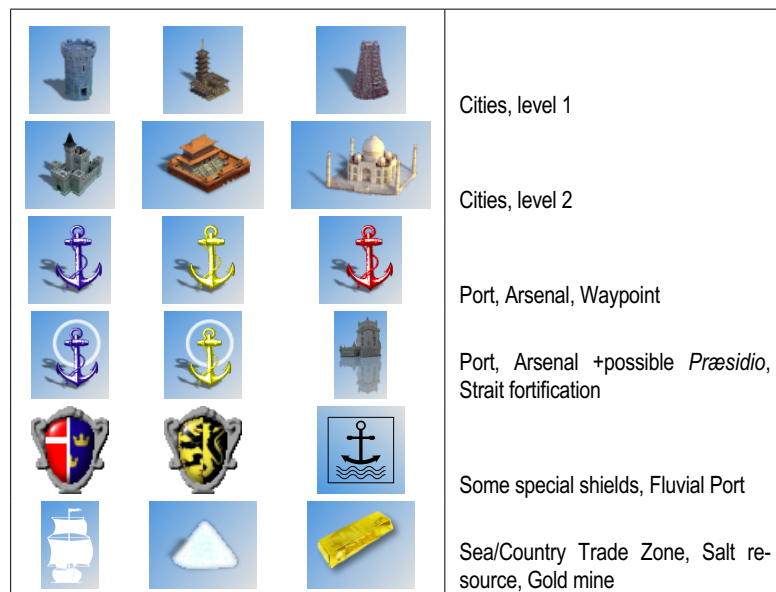 Cities, level 1
Cities, level 2
Port, Arsenal, Waypoint
Port, Arsenal +possible Præsidio,
Strait fortification
Some special shields, Fluvial Port
Sea/Country Trade Zone, Salt re-
source, Gold mine